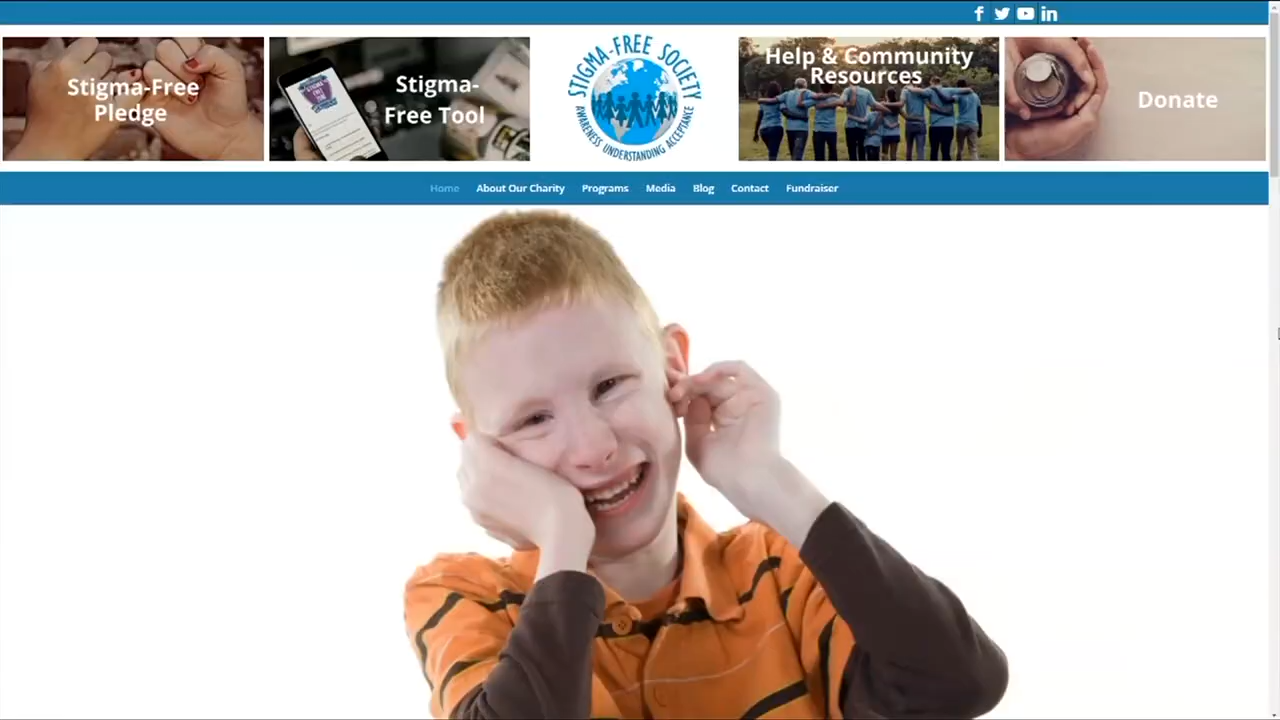 Stigma-Free
Pledge
Stigma-
Free Tool
STIGMA-FREE SOCIETY
AWARENESS UNDERSTANDING ACCEPTANCE
Help & Community
Resources
Donate
Home About Our Charity Programs Media Blog Contact Fundraiser